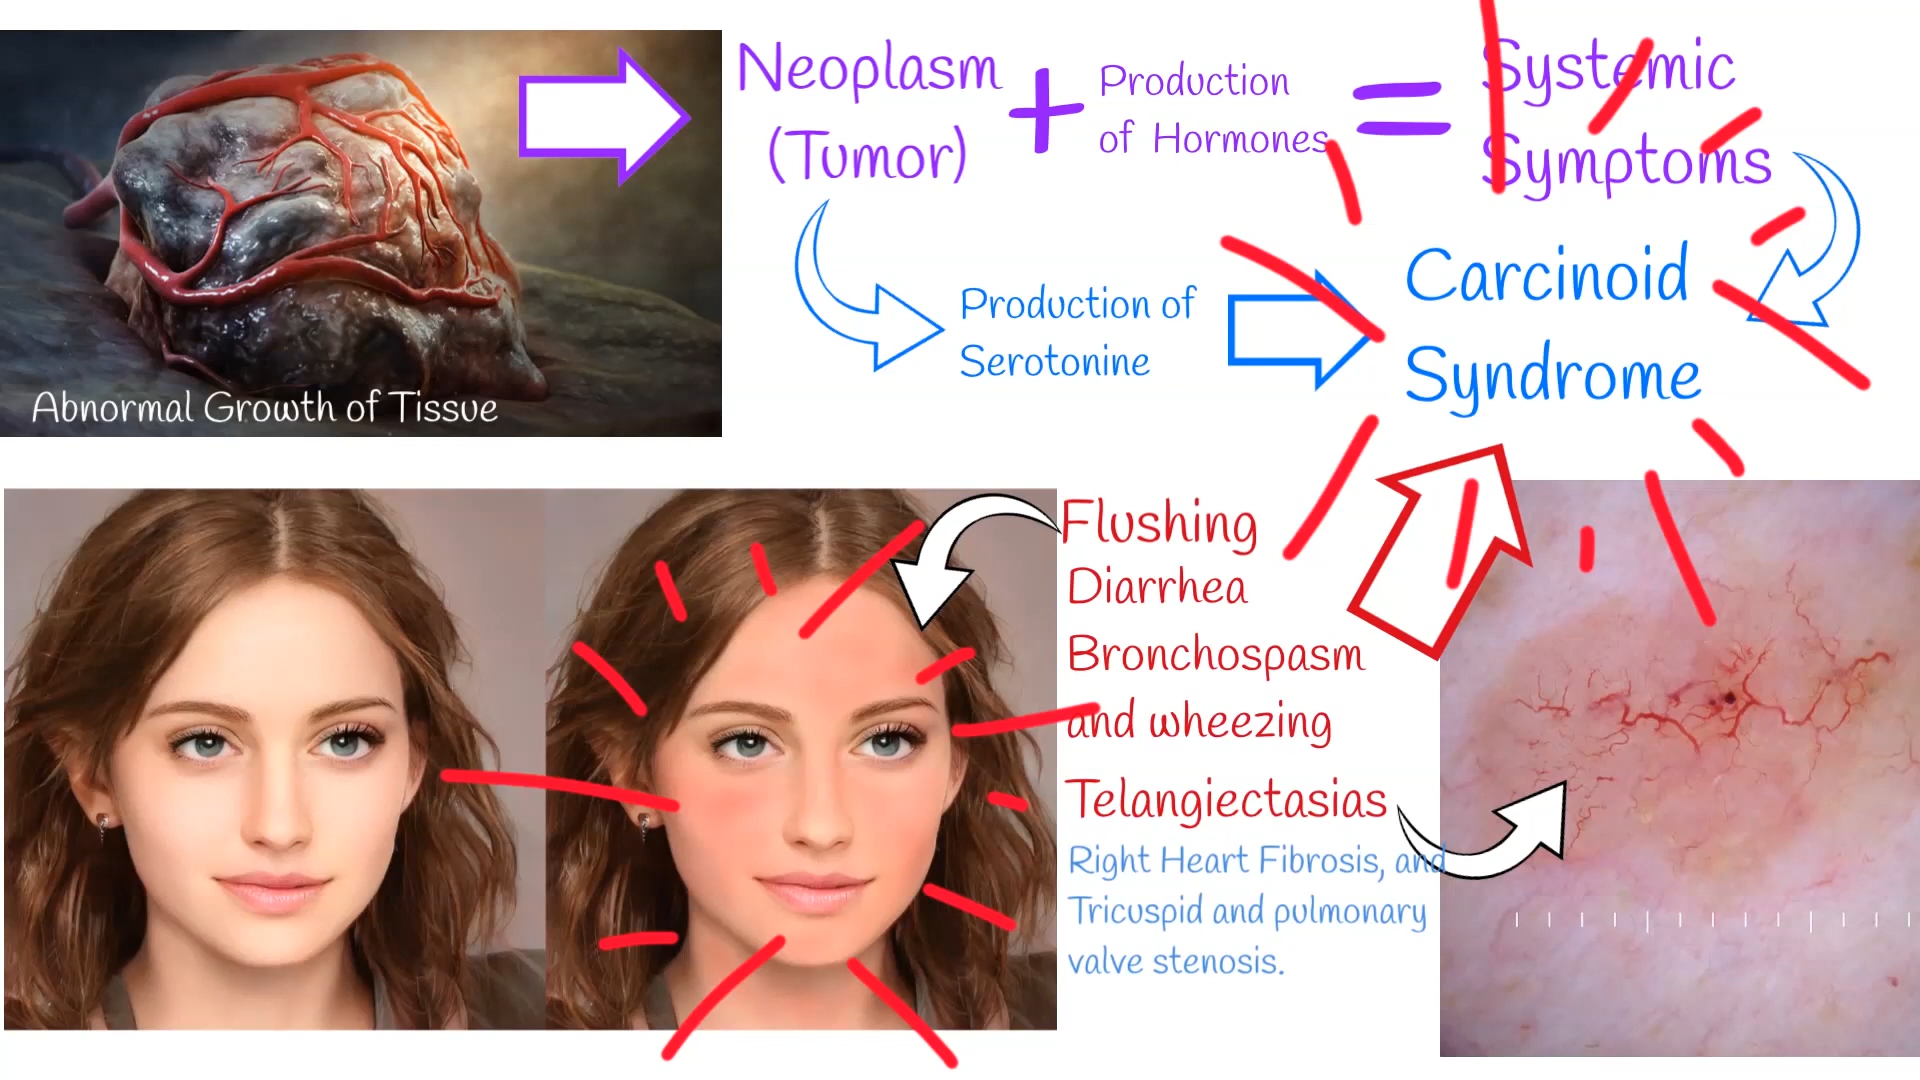 Neoplasm
(Tumor)
+
Production
of Hormones
=
Systemic
Symptoms
Abnormal Growth of Tissue
Production of
Serotonine
Carcinoid
Syndrome
Flushing
Diarrhea
Bronchospasm
and wheezing
Telangiectasias
Right Heart Fibrosis, and
Tricuspid and pulmonary
valve stenosis.